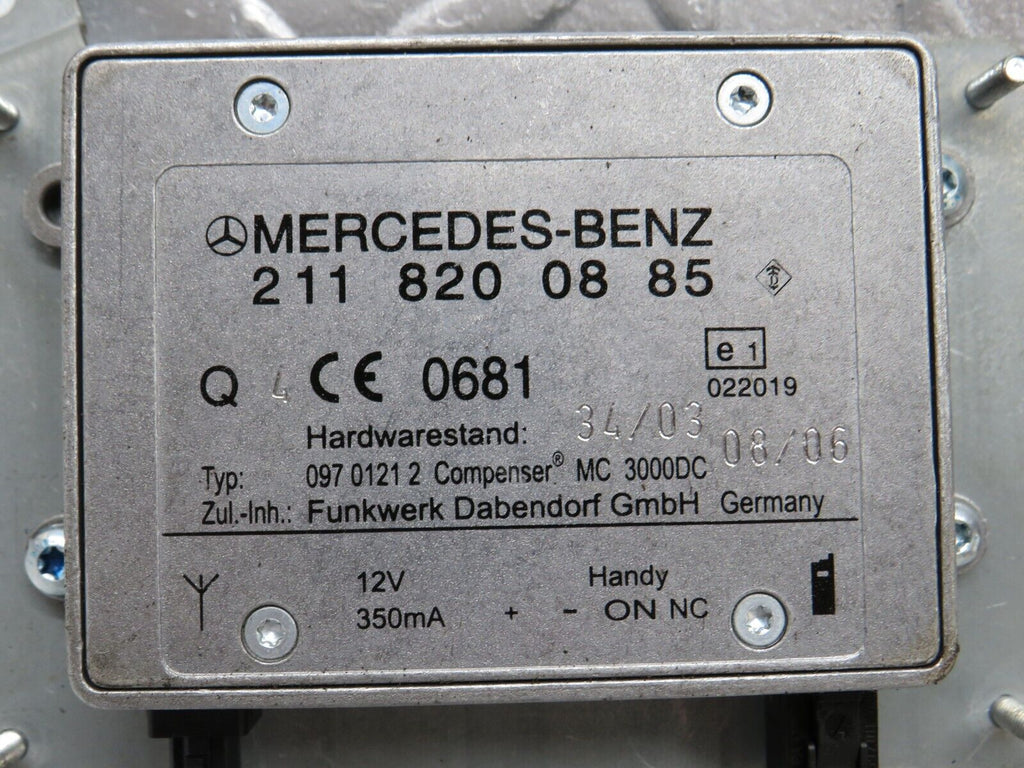 MERCEDES-BENZ
211 820 08 85
Q 4 CE 0681
e 1
022019
Hardwarestand: 34/03
08/06
Typ: 097 0121 2 Compenser® MC 3000DC
Zul.-Inh.: Funkwerk Dabendorf GmbH Germany
12V Handy
350mA + - ON NC